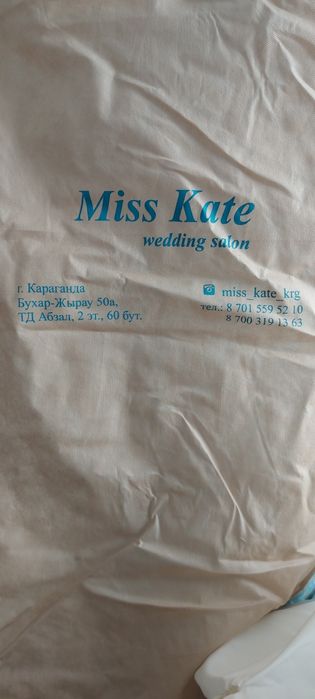 Miss Kate
wedding salon
г. Караганда
Бухар-Жырау 50а,
ТД Абзал, 2 эт., 60 бут.
miss_kate_krg
тел.: 8 701 559 52 10
8 700 319 13 63